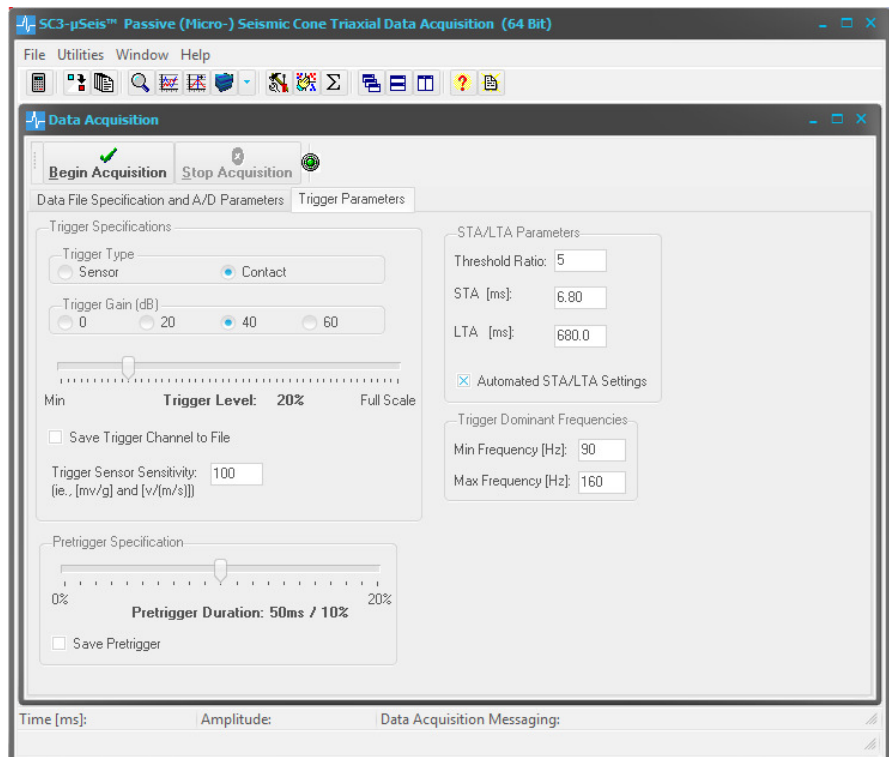 SC3-µSeis™ Passive (Micro-) Seismic Cone Triaxial Data Acquisition (64 Bit)
File Utilities Window Help
Data Acquisition
Begin Acquisition Stop Acquisition
Data File Specification and A/D Parameters Trigger Parameters
Trigger Specifications
Trigger Type
Sensor Contact
Trigger Gain (dB)
0 20 40 60
Min Trigger Level: 20% Full Scale
Save Trigger Channel to File
Trigger Sensor Sensitivity: 100
(ie., [mv/g] and [v/(m/s)])
Pretrigger Specification
0% 20%
Pretrigger Duration: 50ms / 10%
Save Pretrigger
STA/LTA Parameters
Threshold Ratio: 5
STA [ms]: 6.80
LTA [ms]: 680.0
Automated STA/LTA Settings
Trigger Dominant Frequencies
Min Frequency [Hz]: 90
Max Frequency [Hz]: 160
Time [ms]: Amplitude: Data Acquisition Messaging: